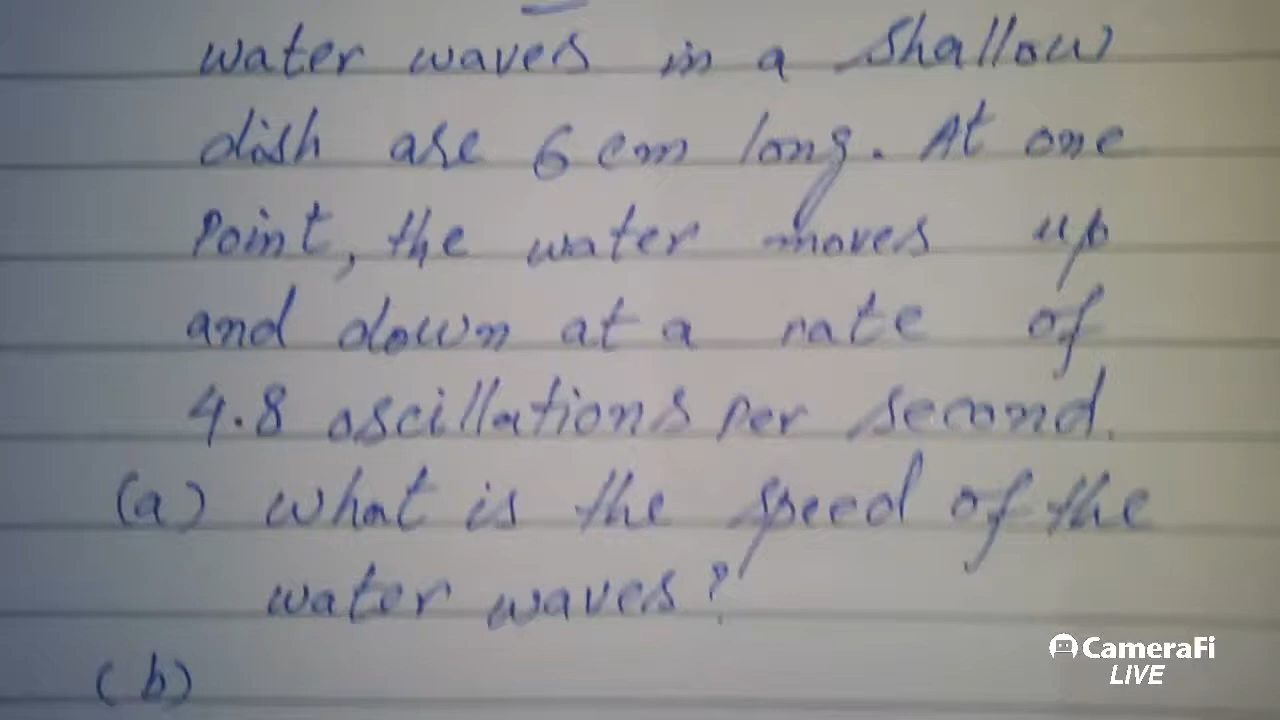 water waves in a shallow
dish are 6 cm long. At one
Point, the water moves up
and down at a rate of
4.8 oscillations per second.
(a) What is the speed of the
water waves?
(b)
CameraFi
LIVE